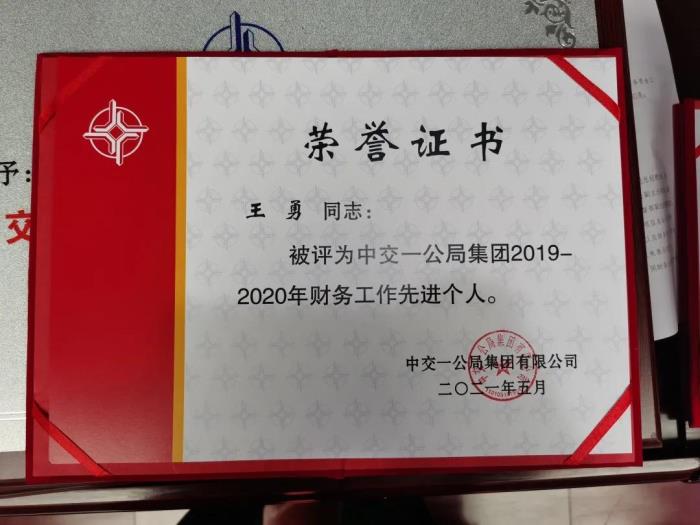 荣誉证书
王勇 同志：
被评为中交一公局集团2019-
2020年财务工作先进个人。
中交一公局集团有限公司
二〇二一年五月
予：
交